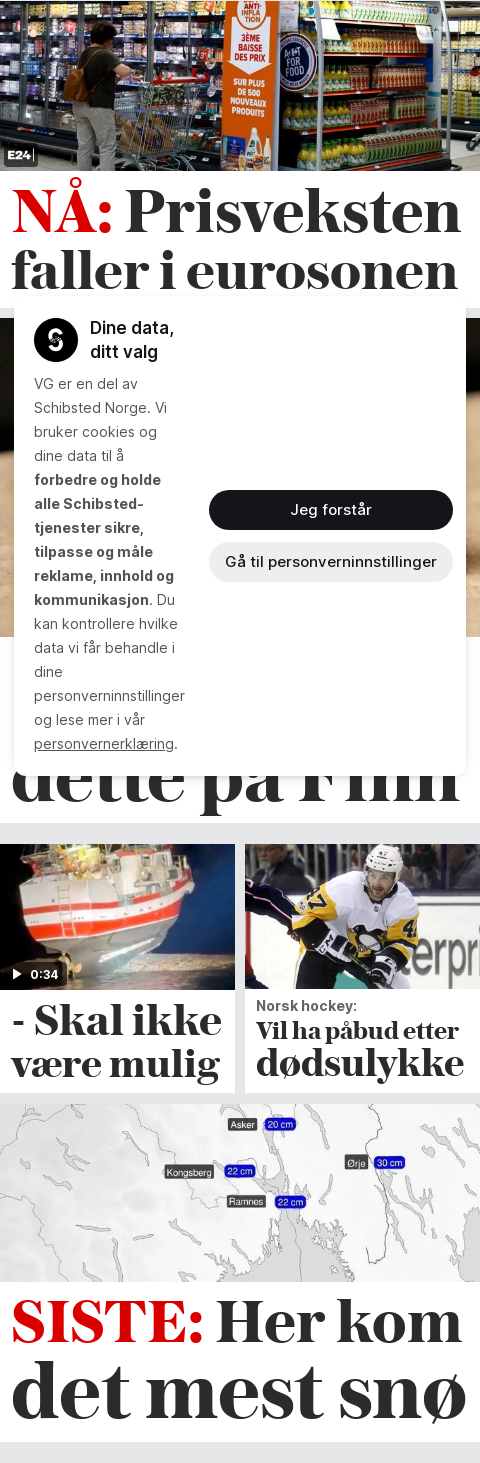 ANTI-
INFLA
TION
3ÈME
BAISSE
DES PRIX
SUR PLUS
DE 500
NOUVEAUX
PRODUITS
FOR
FOOD
E24
NÅ: Prisveksten
faller i eurosonen
Dine data,
ditt valg
VG er en del av
Schibsted Norge. Vi
bruker cookies og
dine data til å
forbedre og holde
alle Schibsted-
tjenester sikre,
tilpasse og måle
reklame, innhold og
kommunikasjon. Du
kan kontrollere hvilke
data vi får behandle i
dine
personverninnstillinger
og lese mer i vår
personvernerklæring.
Jeg forstår
Gå til personverninnstillinger
dette på Finn
0:34
- Skal ikke
være mulig
47
CCM
erpri
Norsk hockey:
Vil ha påbud etter
dødsulykke
Asker 20 cm
Ørje 30 cm
Kongsberg 22 cm
Ramnes 22 cm
SISTE: Her kom
det mest snø